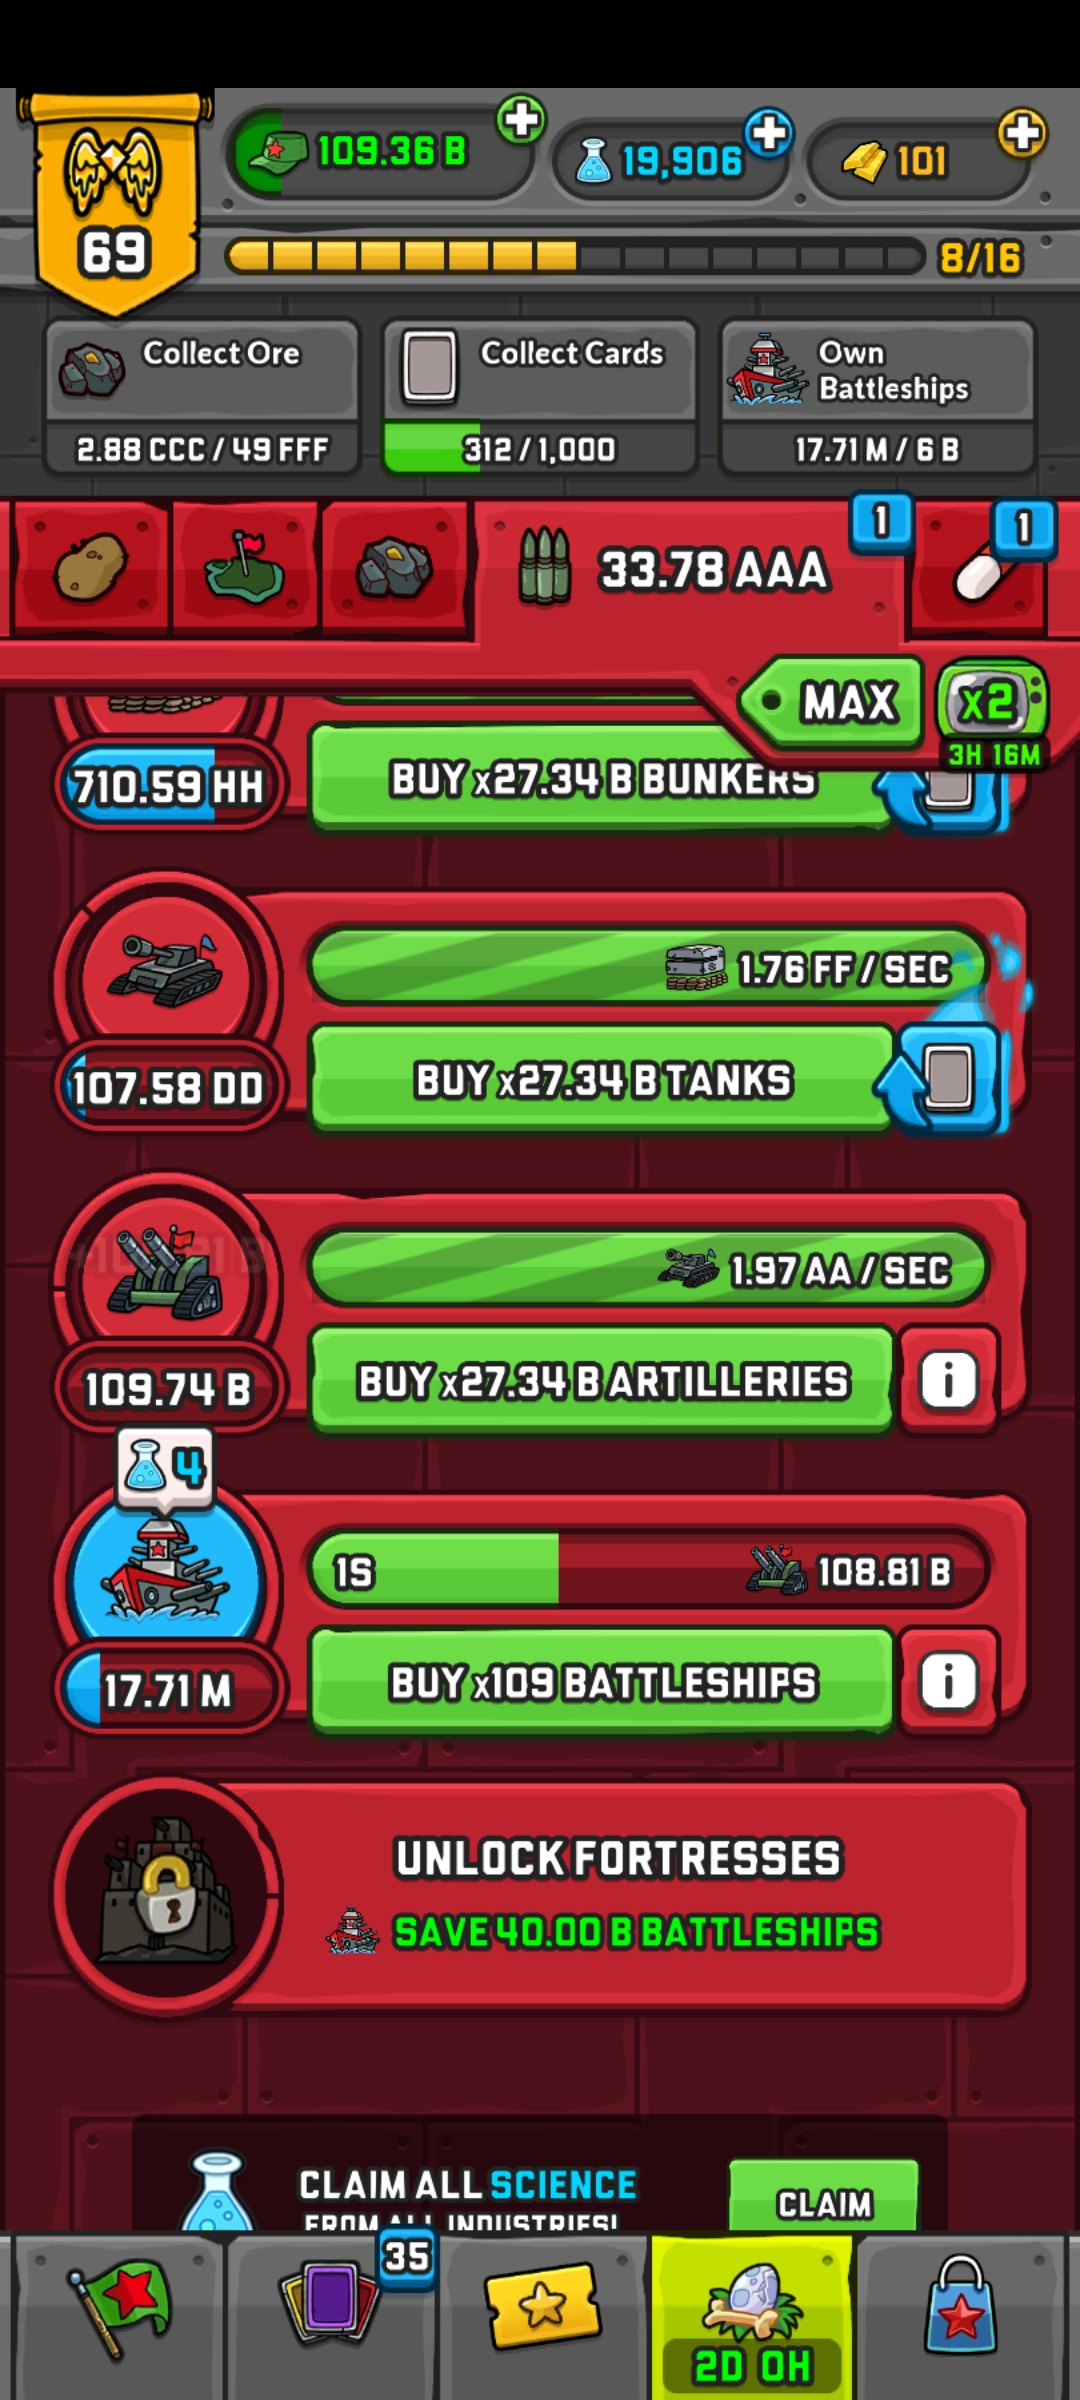 109.36 B
19,906
101
69
8/16
Collect Ore
2.88 CCC / 49 FFF
Collect Cards
312 / 1,000
Own
Battleships
17.71 M / 6 B
33.78 AAA
1
1
MAX
x2
3H 16M
710.59 HH
BUY x27.34 B BUNKERS
1.76 FF / SEC
107.58 DD
BUY x27.34 B TANKS
1.97 AA / SEC
109.74 B
BUY x27.34 B ARTILLERIES
4
1S
108.81 B
17.71 M
BUY x109 BATTLESHIPS
UNLOCK FORTRESSES
SAVE 40.00 B BATTLESHIPS
CLAIM ALL SCIENCE
FROM ALL INDUSTRIES!
CLAIM
35
2D 0H